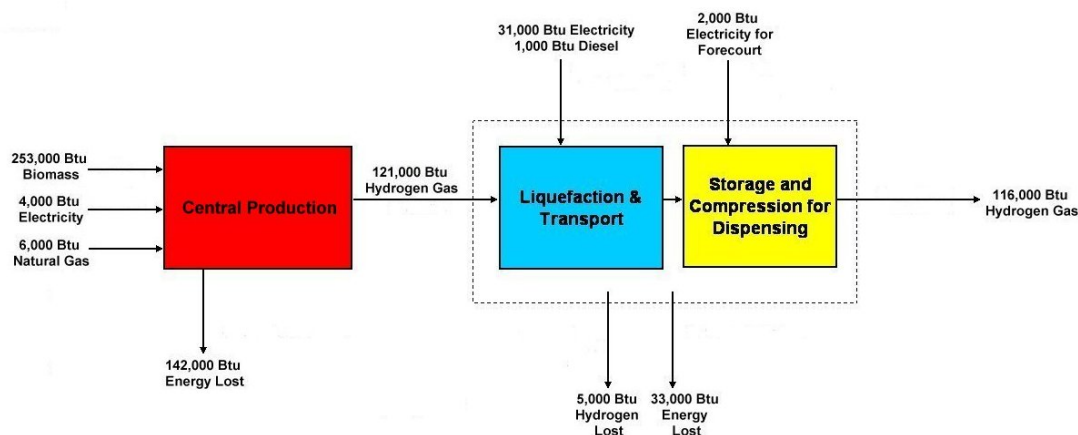 31,000 Btu Electricity
1,000 Btu Diesel
2,000 Btu
Electricity for
Forecourt
253,000 Btu
Biomass
4,000 Btu
Electricity
6,000 Btu
Natural Gas
Central Production
121,000 Btu
Hydrogen Gas
Liquefaction &
Transport
Storage and
Compression for
Dispensing
116,000 Btu
Hydrogen Gas
142,000 Btu
Energy Lost
5,000 Btu
Hydrogen
Lost
33,000 Btu
Energy
Lost